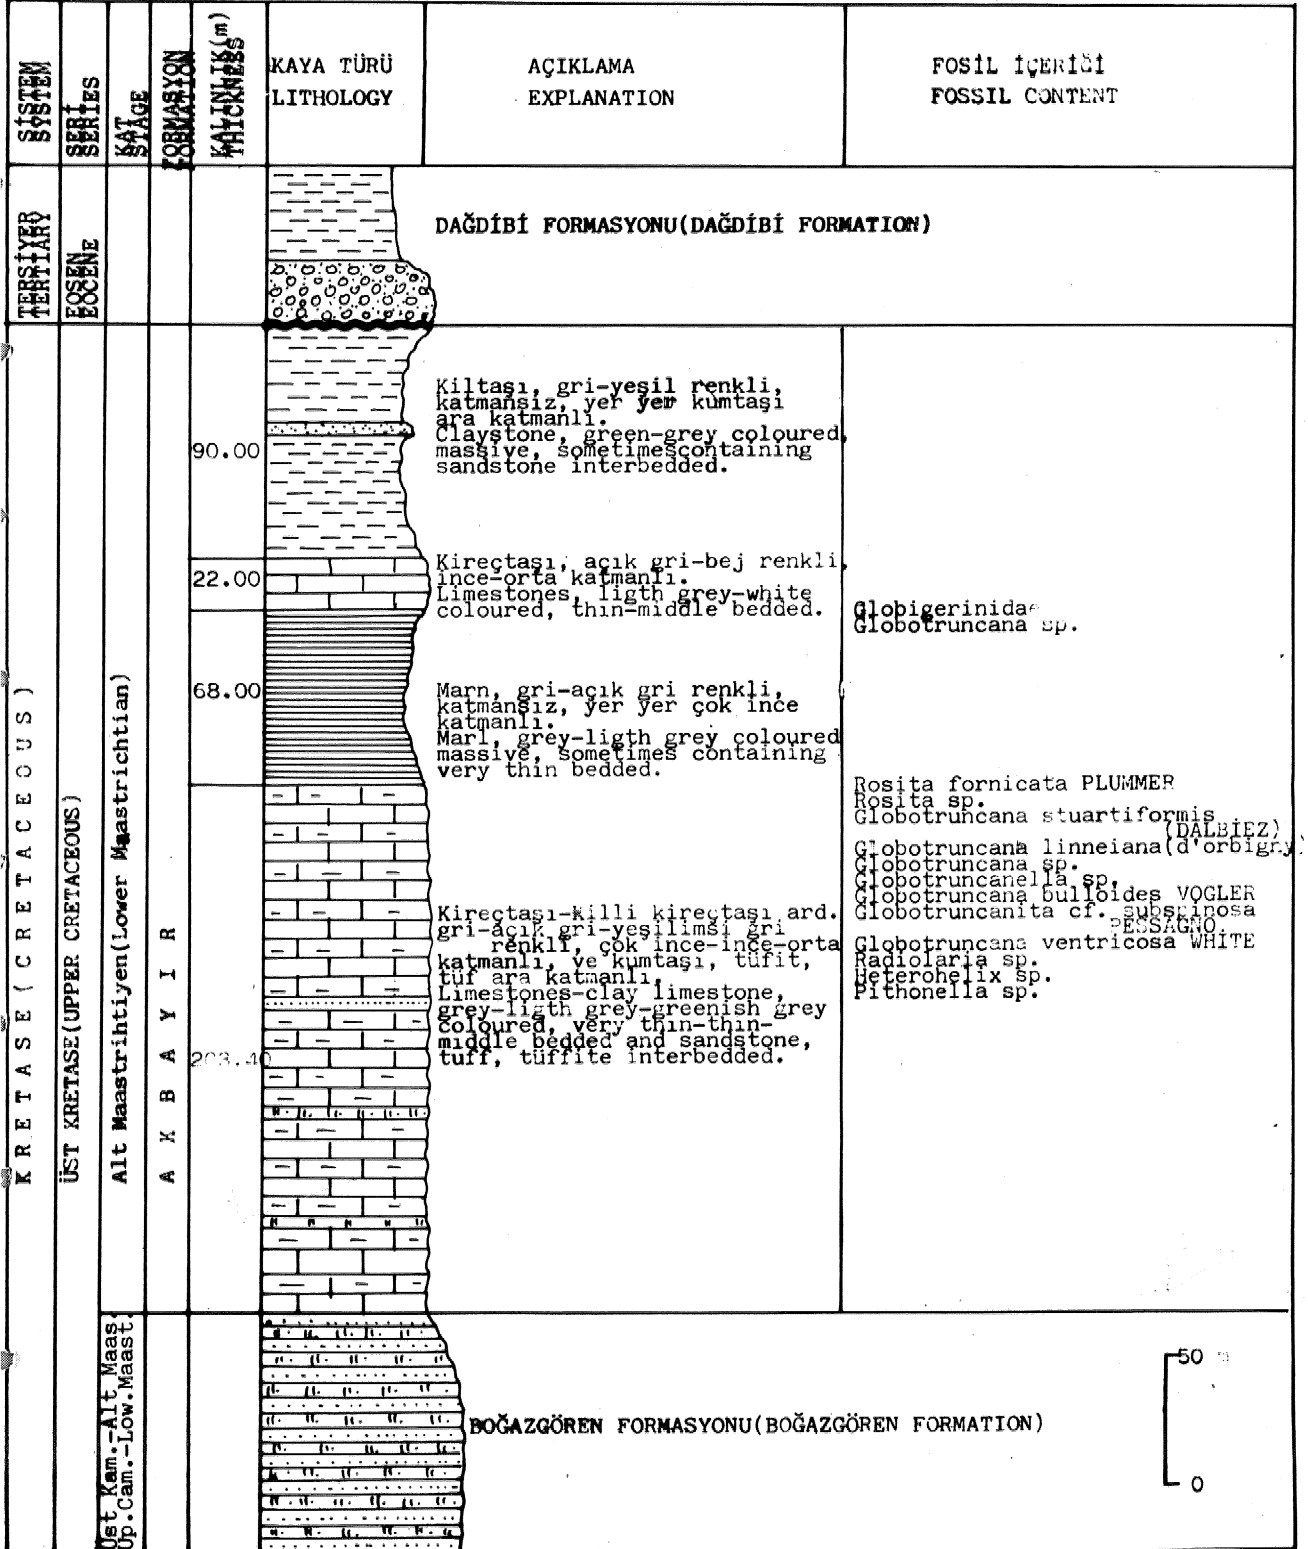 SİSTEM
SYSTEM
SERİ
SERIES
KAT
STAGE
FORMASYON
FORMATION
KALINLIK(m)
THICKNESS
KAYA TÜRÜ
LITHOLOGY
AÇIKLAMA
EXPLANATION
FOSİL İÇERİĞİ
FOSSIL CONTENT
TERSİYER
TERTIARY
EOSEN
EOCENE
DAĞDİBİ FORMASYONU(DAĞDİBİ FORMATION)
KRETASE(CRETACEOUS)
ÜST KRETASE(UPPER CRETACEOUS)
Alt Maastrihtiyen(Lower Maastrichtian)
AKBAYIR
90.00
Kiltaşı, gri-yeşil renkli,
katmansiz, yer yer kumtaşi
ara katmanlı.
Claystone, green-grey coloured,
massive, sometimescontaining
sandstone interbedded.
22.00
Kireçtaşı, açık gri-bej renkli,
ince-orta katmanlı.
Limestones, ligth grey-white
coloured, thin-middle bedded.
Globigerinidae
Globotruncana sp.
68.00
Marn, gri-açık gri renkli,
katmansız, yer yer çok ince
katmanlı.
Marl, grey-ligth grey coloured
massive, sometimes containing
very thin bedded.
203.40
Kireçtaşı-killi kireçtaşı ard.
gri-açık gri-yeşilimsi gri
renkli, çok ince-ince-orta
katmanlı, ve kumtaşı, tüfit,
tüf ara katmanlı,
Limestones-clay limestone,
grey-ligth grey-greenish grey
coloured, very thin-thin-
middle bedded and sandstone,
tuff, tüffite interbedded.
Rosita fornicata PLUMMER
Rosita sp.
Globotruncana stuartiformis
(DALBİEZ)
Globotruncana linneiana(d'orbigny)
Globotruncana sp.
Globotruncanella sp.
Globotruncana bulloides VOGLER
Globotruncanita cf. subspinosa
PESSAGNO.
Globotruncana ventricosa WHITE
Radiolaria sp.
Heterohelix sp.
Pithonella sp.
Üst Kam.-Alt Maas.
Up.Cam.-Low.Maast.
BOĞAZGÖREN FORMASYONU(BOĞAZGÖREN FORMATION)
50 m
0